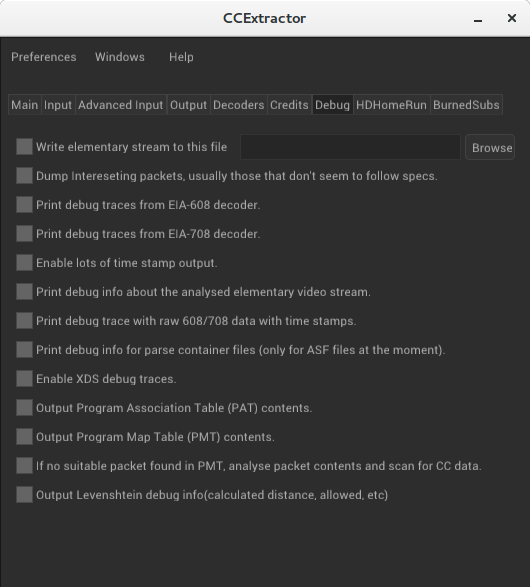 CCExtractor
Preferences Windows Help
Main Input Advanced Input Output Decoders Credits Debug HDHomeRun BurnedSubs
Write elementary stream to this file Browse
Dump Intereseting packets, usually those that don't seem to follow specs.
Print debug traces from EIA-608 decoder.
Print debug traces from EIA-708 decoder.
Enable lots of time stamp output.
Print debug info about the analysed elementary video stream.
Print debug trace with raw 608/708 data with time stamps.
Print debug info for parse container files (only for ASF files at the moment).
Enable XDS debug traces.
Output Program Association Table (PAT) contents.
Output Program Map Table (PMT) contents.
If no suitable packet found in PMT, analyse packet contents and scan for CC data.
Output Levenshtein debug info(calculated distance, allowed, etc)